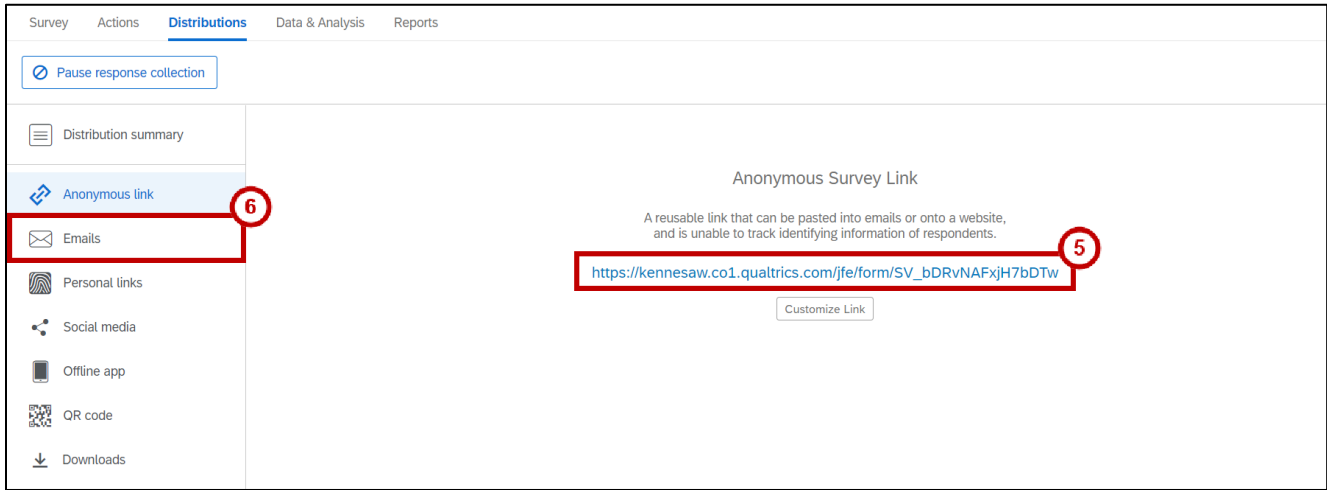 Survey Actions Distributions Data & Analysis Reports
Pause response collection
Distribution summary
Anonymous link
6
Emails
Personal links
Social media
Offline app
QR code
Downloads
Anonymous Survey Link
A reusable link that can be pasted into emails or onto a website,
and is unable to track identifying information of respondents.
5
https://kennesaw.co1.qualtrics.com/jfe/form/SV_bDRvNAFxjH7bDTw
Customize Link